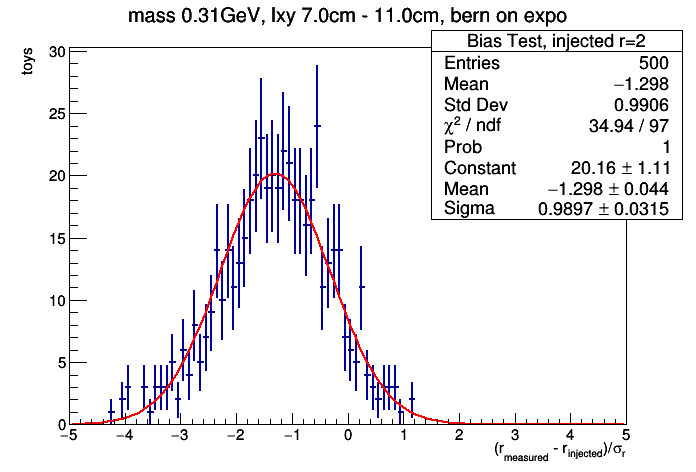 mass 0.31GeV, lxy 7.0cm - 11.0cm, bern on expo
toys
Bias Test, injected r=2
Entries 500
Mean −1.298
Std Dev 0.9906
χ² / ndf 34.94 / 97
Prob 1
Constant 20.16 ± 1.11
Mean −1.298 ± 0.044
Sigma 0.9897 ± 0.0315
30
25
20
15
10
5
0
−5 −4 −3 −2 −1 0 1 2 3 4 5
(r_measured - r_injected)/σ_r